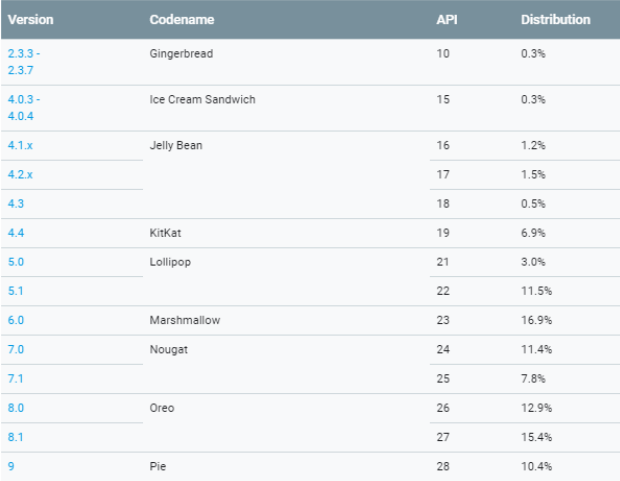 Version Codename API Distribution
2.3.3 - Gingerbread 10 0.3%
2.3.7
4.0.3 - Ice Cream Sandwich 15 0.3%
4.0.4
4.1.x Jelly Bean 16 1.2%
4.2.x 17 1.5%
4.3 18 0.5%
4.4 KitKat 19 6.9%
5.0 Lollipop 21 3.0%
5.1 22 11.5%
6.0 Marshmallow 23 16.9%
7.0 Nougat 24 11.4%
7.1 25 7.8%
8.0 Oreo 26 12.9%
8.1 27 15.4%
9 Pie 28 10.4%